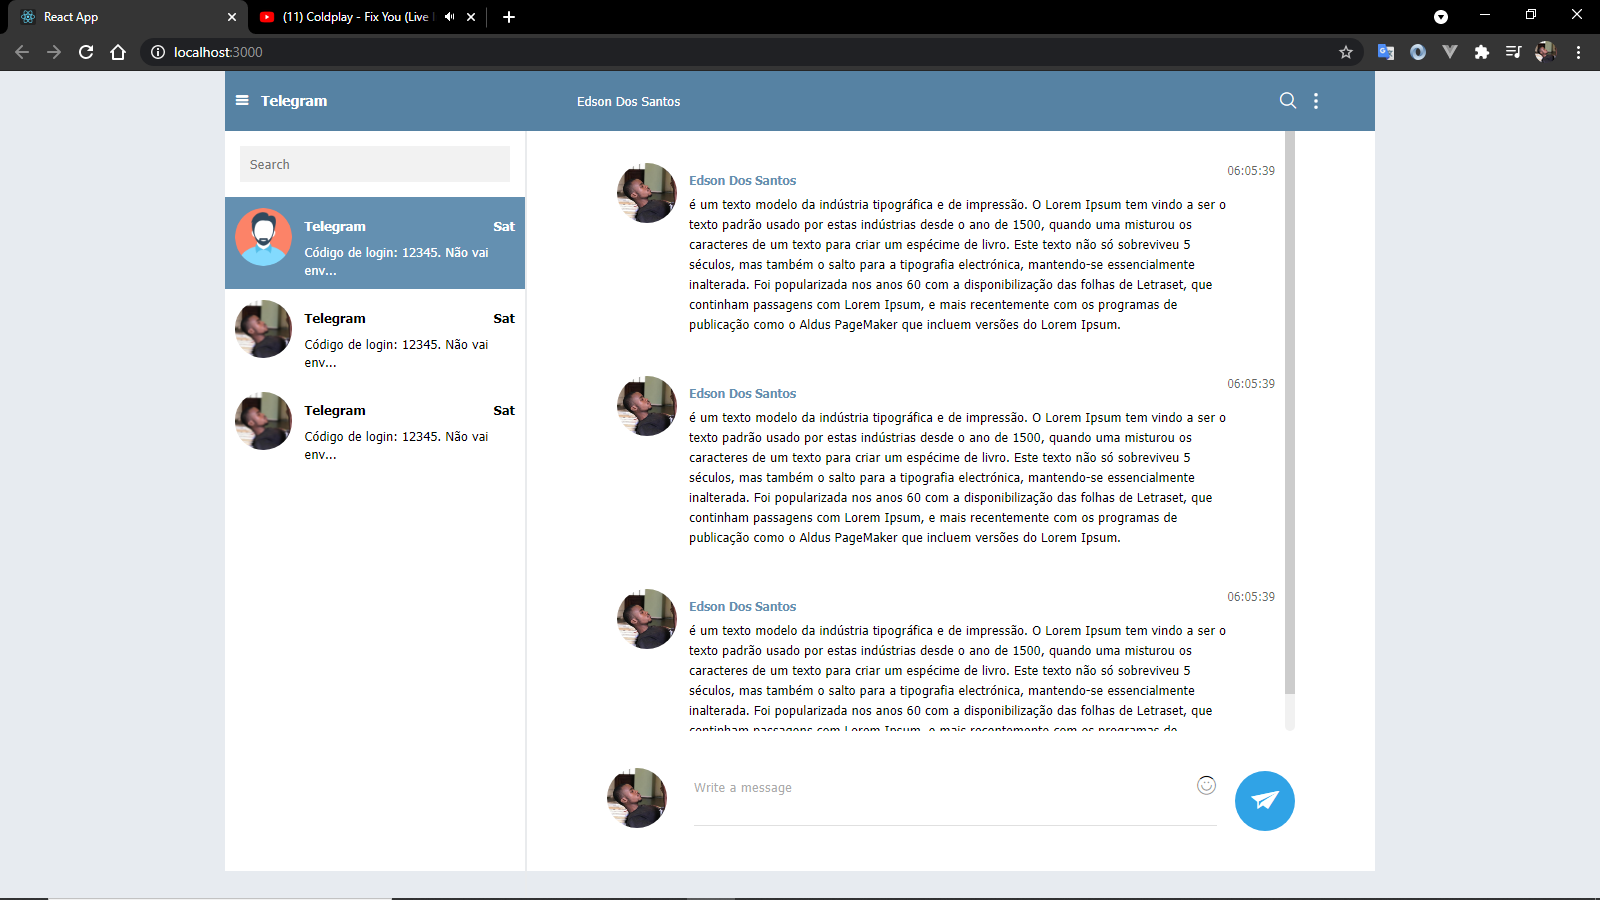 React App
(11) Coldplay - Fix You (Live
localhost:3000
Telegram
Edson Dos Santos
Search
Telegram
Sat
Código de login: 12345. Não vai
env...
Telegram
Sat
Código de login: 12345. Não vai
env...
Telegram
Sat
Código de login: 12345. Não vai
env...
Edson Dos Santos
06:05:39
é um texto modelo da indústria tipográfica e de impressão. O Lorem Ipsum tem vindo a ser o
texto padrão usado por estas indústrias desde o ano de 1500, quando uma misturou os
caracteres de um texto para criar um espécime de livro. Este texto não só sobreviveu 5
séculos, mas também o salto para a tipografia electrónica, mantendo-se essencialmente
inalterada. Foi popularizada nos anos 60 com a disponibilização das folhas de Letraset, que
continham passagens com Lorem Ipsum, e mais recentemente com os programas de
publicação como o Aldus PageMaker que incluem versões do Lorem Ipsum.
Edson Dos Santos
06:05:39
é um texto modelo da indústria tipográfica e de impressão. O Lorem Ipsum tem vindo a ser o
texto padrão usado por estas indústrias desde o ano de 1500, quando uma misturou os
caracteres de um texto para criar um espécime de livro. Este texto não só sobreviveu 5
séculos, mas também o salto para a tipografia electrónica, mantendo-se essencialmente
inalterada. Foi popularizada nos anos 60 com a disponibilização das folhas de Letraset, que
continham passagens com Lorem Ipsum, e mais recentemente com os programas de
publicação como o Aldus PageMaker que incluem versões do Lorem Ipsum.
Edson Dos Santos
06:05:39
é um texto modelo da indústria tipográfica e de impressão. O Lorem Ipsum tem vindo a ser o
texto padrão usado por estas indústrias desde o ano de 1500, quando uma misturou os
caracteres de um texto para criar um espécime de livro. Este texto não só sobreviveu 5
séculos, mas também o salto para a tipografia electrónica, mantendo-se essencialmente
inalterada. Foi popularizada nos anos 60 com a disponibilização das folhas de Letraset, que
continham passagens com Lorem Ipsum, e mais recentemente com os programas de
Write a message